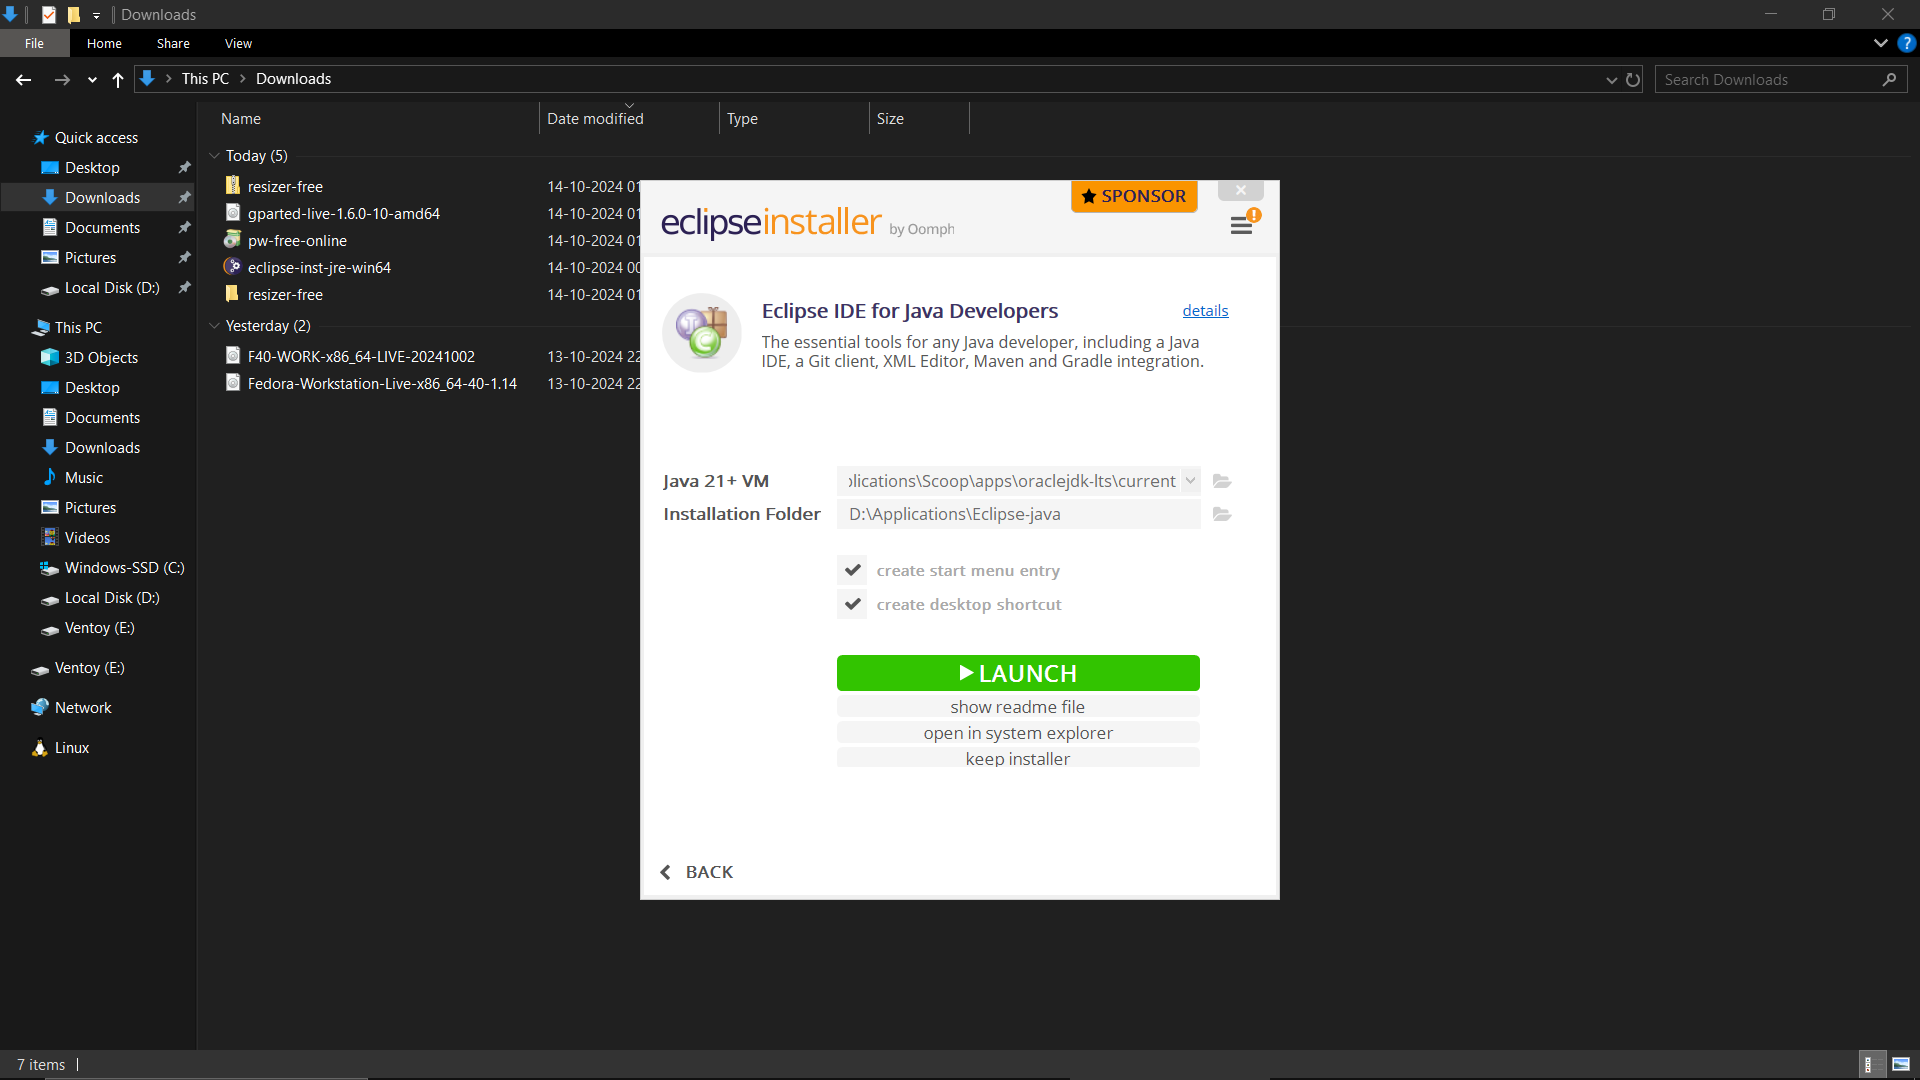 Downloads
File Home Share View
This PC Downloads
Search Downloads
Name Date modified Type Size
Quick access
Desktop
Downloads
Documents
Pictures
Local Disk (D:)
This PC
3D Objects
Desktop
Documents
Downloads
Music
Pictures
Videos
Windows-SSD (C:)
Local Disk (D:)
Ventoy (E:)
Ventoy (E:)
Network
Linux
Today (5)
resizer-free 14-10-2024 01
gparted-live-1.6.0-10-amd64 14-10-2024 01
pw-free-online 14-10-2024 01
eclipse-inst-jre-win64 14-10-2024 00
resizer-free 14-10-2024 01
Yesterday (2)
F40-WORK-x86_64-LIVE-20241002 13-10-2024 22
Fedora-Workstation-Live-x86_64-40-1.14 13-10-2024 22
SPONSOR
eclipseinstaller by Oomph
Eclipse IDE for Java Developers details
The essential tools for any Java developer, including a Java
IDE, a Git client, XML Editor, Maven and Gradle integration.
Java 21+ VM plications\Scoop\apps\oraclejdk-lts\current
Installation Folder D:\Applications\Eclipse-java
create start menu entry
create desktop shortcut
LAUNCH
show readme file
open in system explorer
keep installer
BACK
7 items